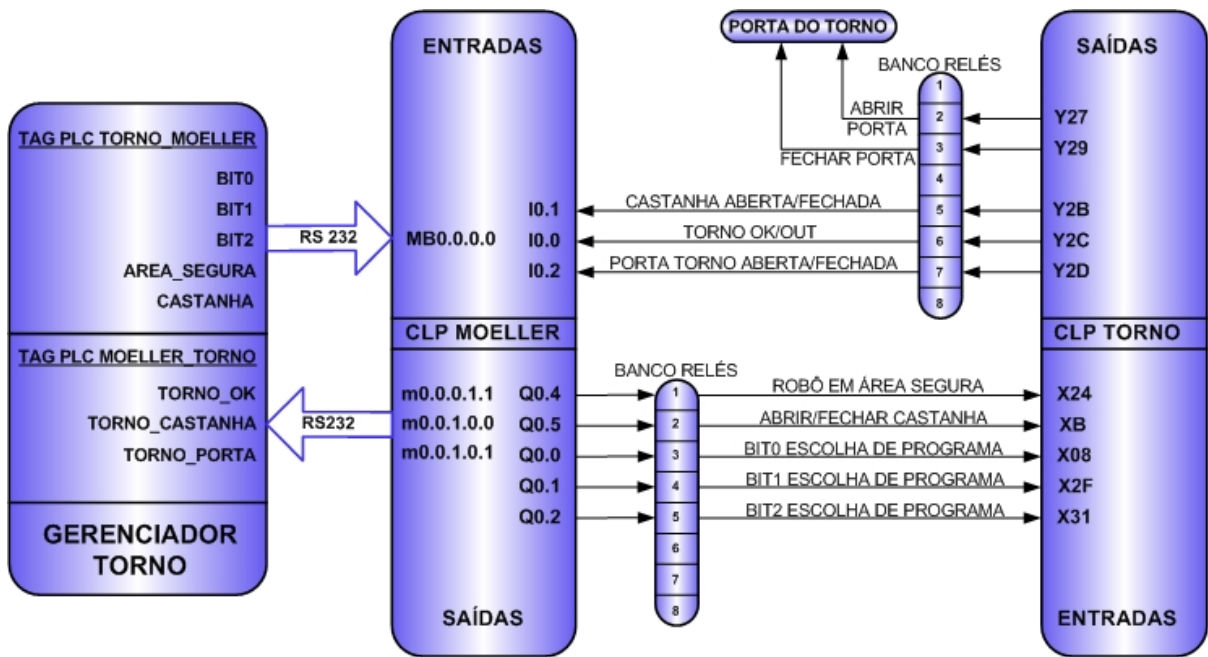 TAG PLC TORNO_MOELLER
BIT0
BIT1
BIT2
AREA_SEGURA
CASTANHA
TAG PLC MOELLER_TORNO
TORNO_OK
TORNO_CASTANHA
TORNO_PORTA
GERENCIADOR
TORNO
RS 232
RS232
ENTRADAS
I0.1
MB0.0.0.0 I0.0
I0.2
CLP MOELLER
m0.0.0.1.1 Q0.4
m0.0.1.0.0 Q0.5
m0.0.1.0.1 Q0.0
Q0.1
Q0.2
SAÍDAS
PORTA DO TORNO
BANCO RELÉS
1
2
3
4
5
6
7
8
ABRIR
PORTA
FECHAR PORTA
CASTANHA ABERTA/FECHADA
TORNO OK/OUT
PORTA TORNO ABERTA/FECHADA
BANCO RELÉS
1
2
3
4
5
6
7
8
ROBÔ EM ÁREA SEGURA
ABRIR/FECHAR CASTANHA
BIT0 ESCOLHA DE PROGRAMA
BIT1 ESCOLHA DE PROGRAMA
BIT2 ESCOLHA DE PROGRAMA
SAÍDAS
Y27
Y29
Y2B
Y2C
Y2D
CLP TORNO
X24
XB
X08
X2F
X31
ENTRADAS